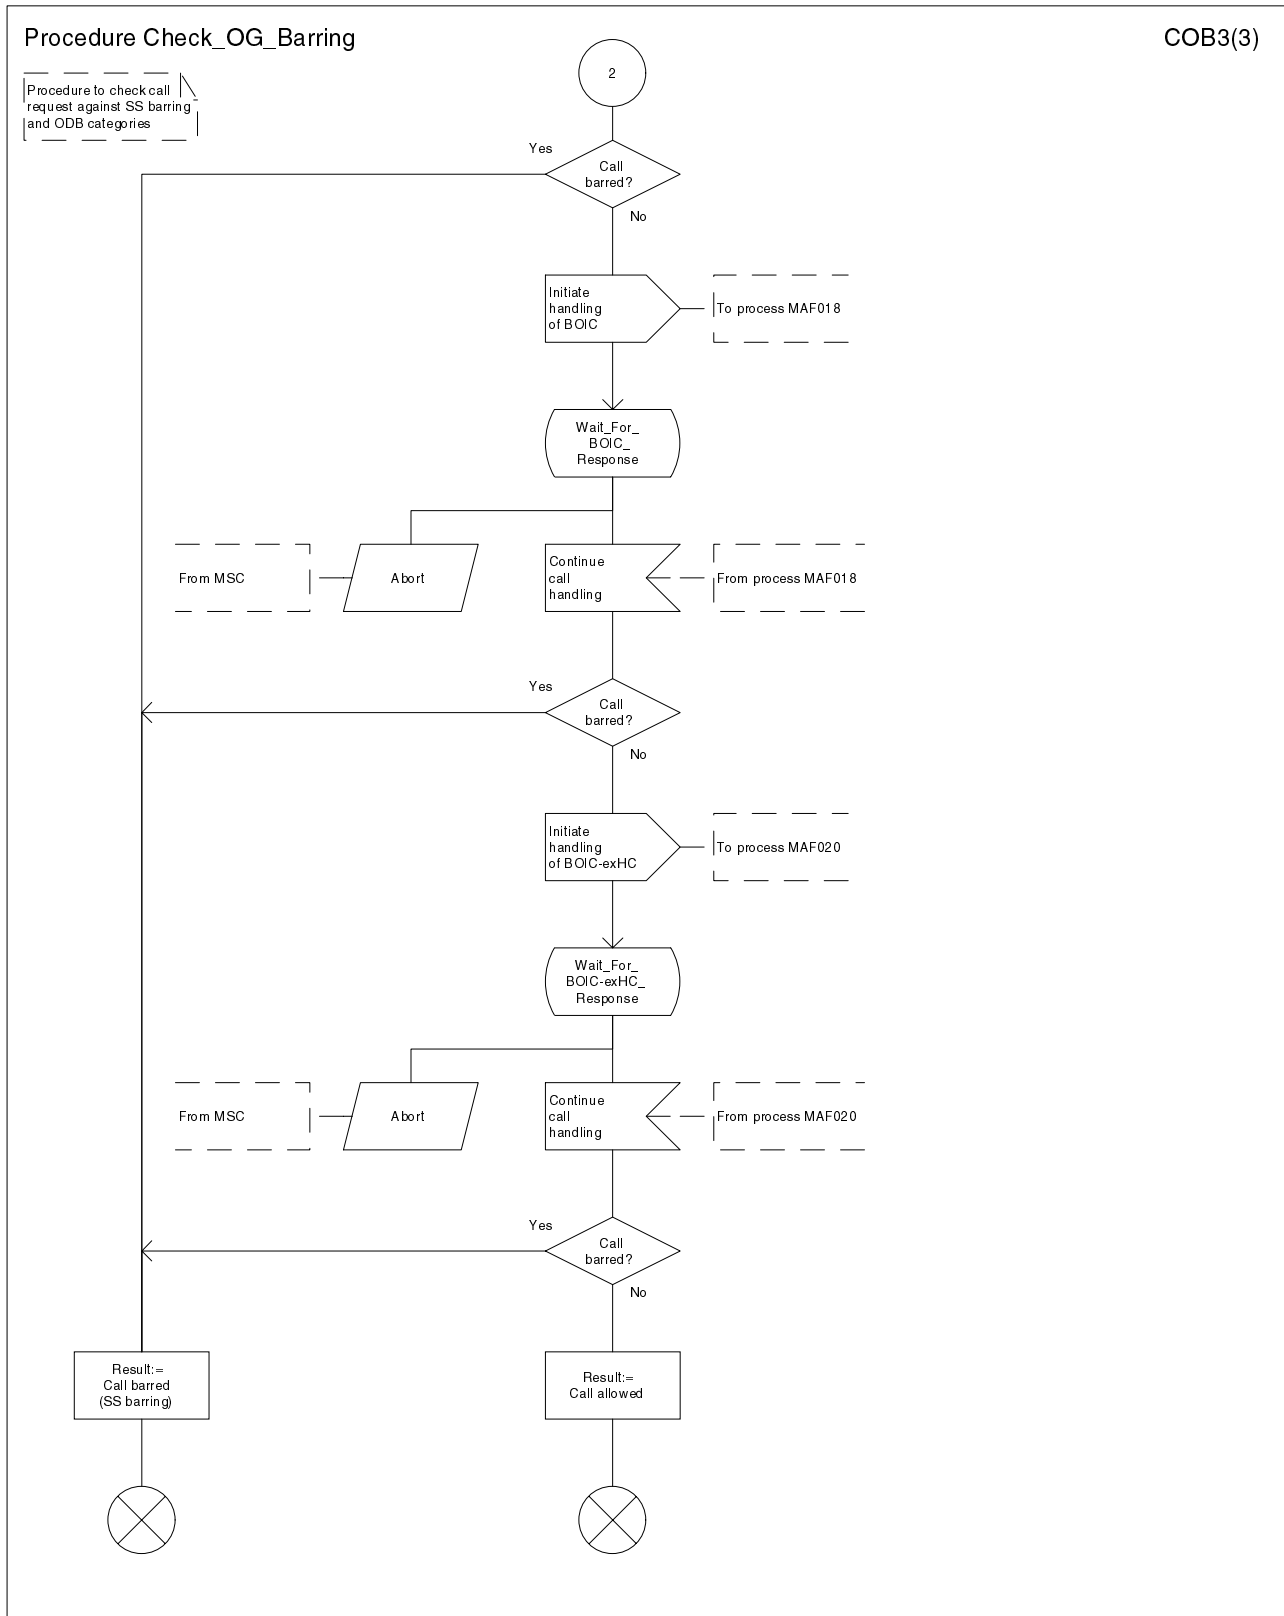 Procedure Check_OG_Barring
COB3(3)
Procedure to check call
request against SS barring
and ODB categories
2
Yes
Call
barred?
No
Initiate
handling
of BOIC
To process MAF018
Wait_For_
BOIC_
Response
From MSC
Abort
Continue
call
handling
From process MAF018
Yes
Call
barred?
No
Initiate
handling
of BOIC-exHC
To process MAF020
Wait_For_
BOIC-exHC_
Response
From MSC
Abort
Continue
call
handling
From process MAF020
Yes
Call
barred?
No
Result:=
Call barred
(SS barring)
Result:=
Call allowed